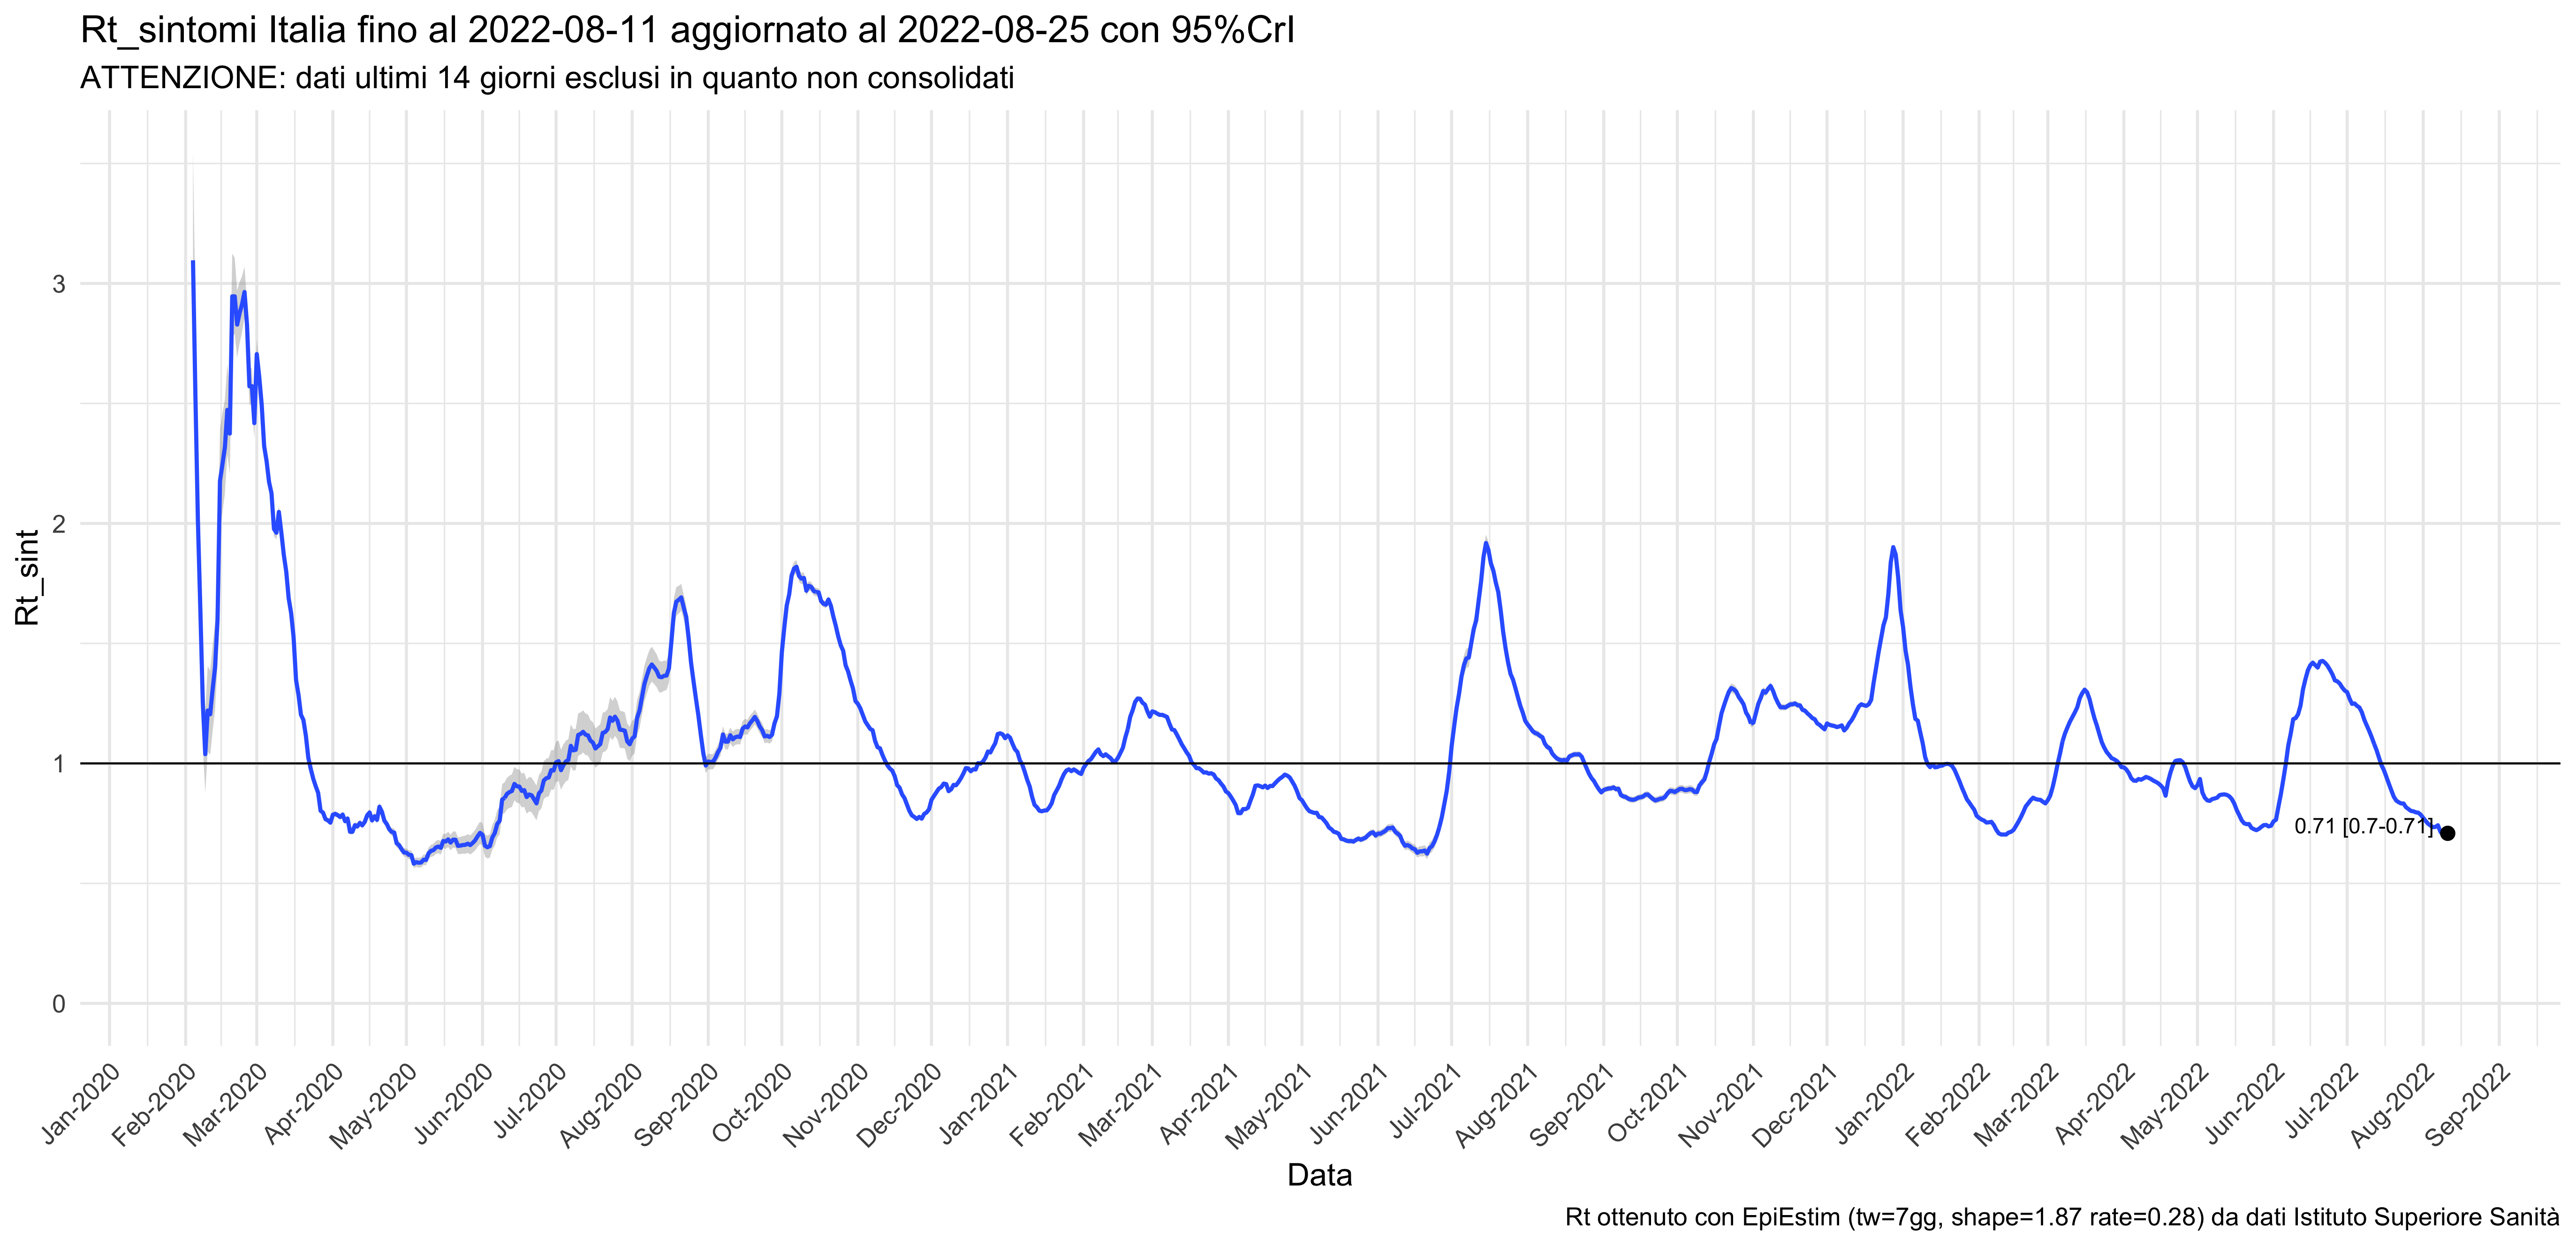 Rt_sintomi Italia fino al 2022-08-11 aggiornato al 2022-08-25 con 95%CrI
ATTENZIONE: dati ultimi 14 giorni esclusi in quanto non consolidati
Rt_sint
3
2
1
0
0.71 [0.7-0.71]
Jan-2020
Feb-2020
Mar-2020
Apr-2020
May-2020
Jun-2020
Jul-2020
Aug-2020
Sep-2020
Oct-2020
Nov-2020
Dec-2020
Jan-2021
Feb-2021
Mar-2021
Apr-2021
May-2021
Jun-2021
Jul-2021
Aug-2021
Sep-2021
Oct-2021
Nov-2021
Dec-2021
Jan-2022
Feb-2022
Mar-2022
Apr-2022
May-2022
Jun-2022
Jul-2022
Aug-2022
Sep-2022
Data
Rt ottenuto con EpiEstim (tw=7gg, shape=1.87 rate=0.28) da dati Istituto Superiore Sanità